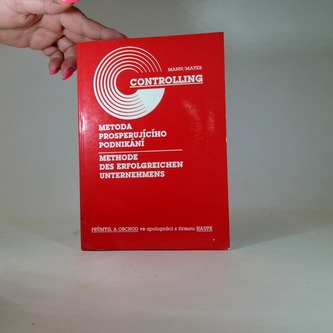 MANN/MAYER
CONTROLLING
METODA
PROSPERUJÍCÍHO
PODNIKÁNÍ
METHODE
DES ERFOLGREICHEN
UNTERNEHMENS
PRŮMYSL A OBCHOD ve spolupráci s firmou HAUFE